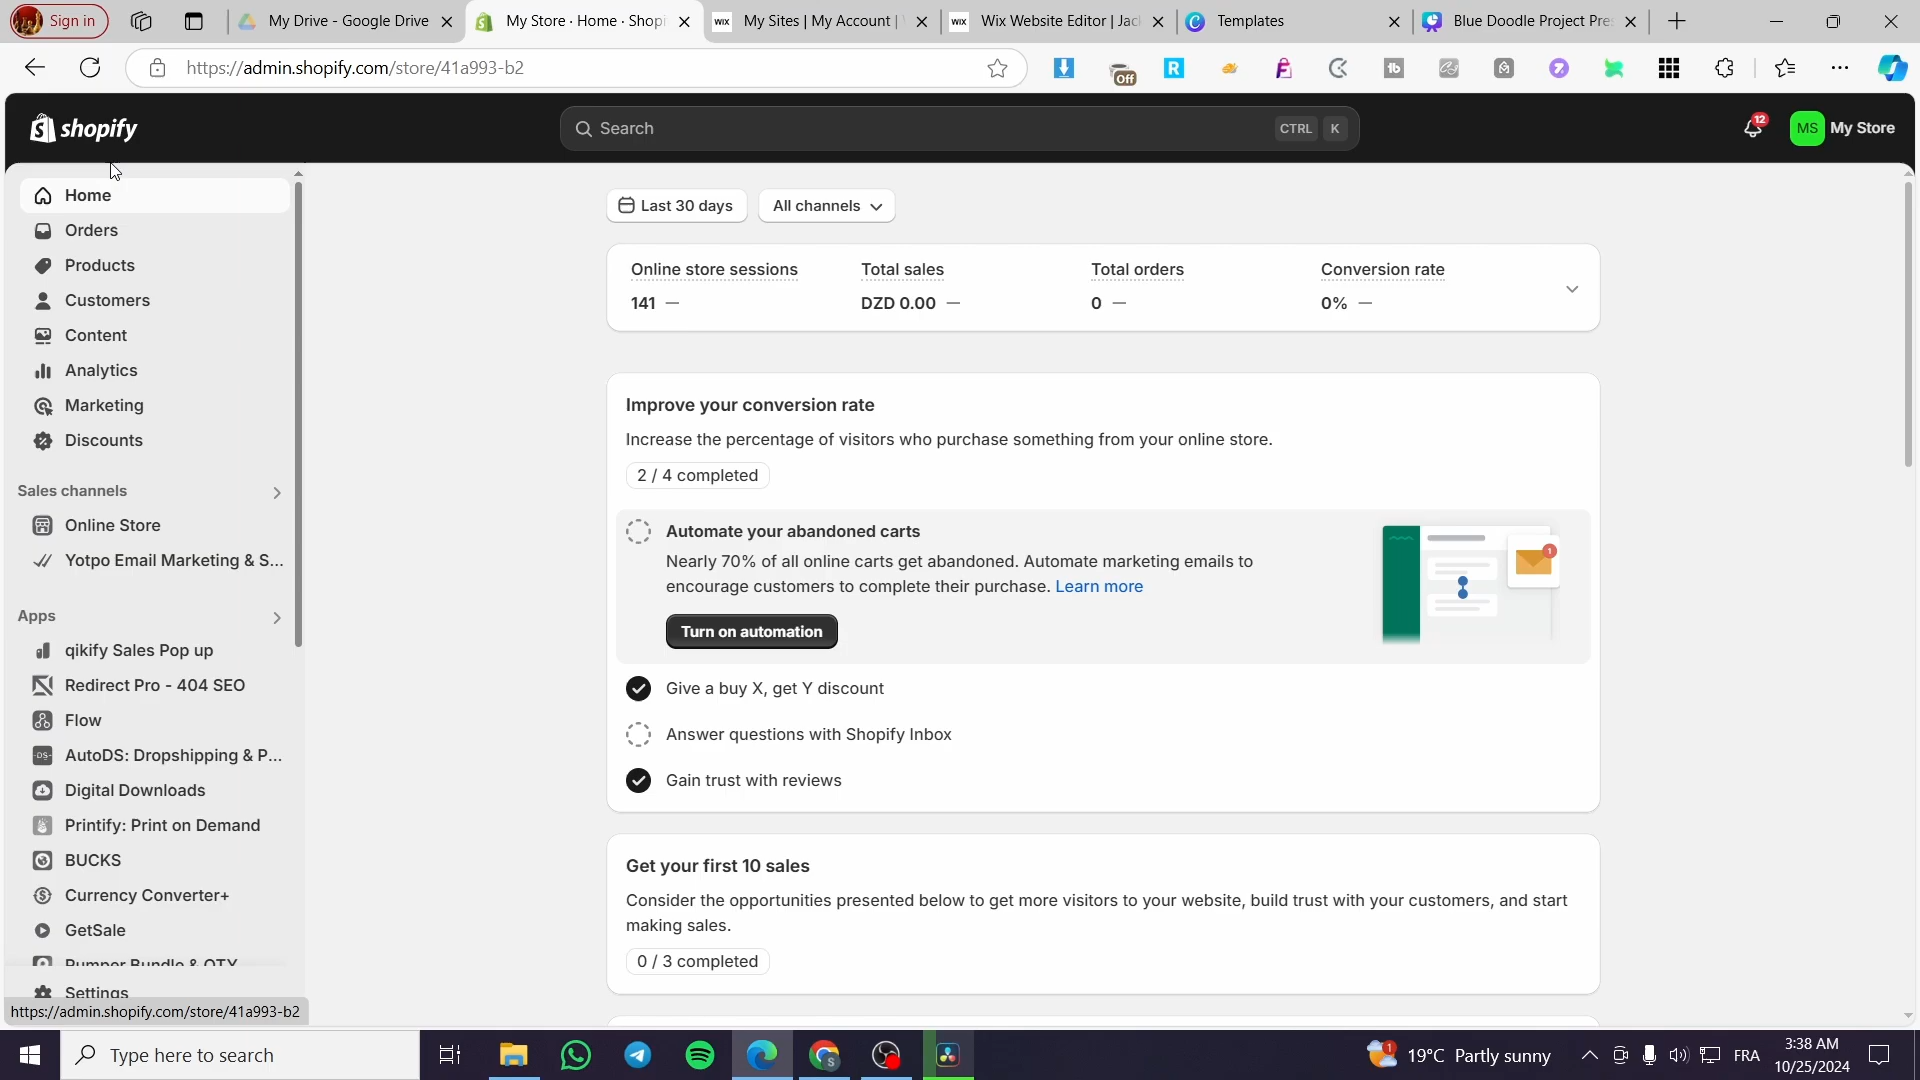 Sign in
My Drive - Google Drive
My Store · Home · Shopi
WIX
My Sites | My Account |
WIX
Wix Website Editor | Jac
Templates
Blue Doodle Project Pre
https://admin.shopify.com/store/41a993-b2
Off
R
shopify
Search
CTRL
K
12
MS
My Store
Home
Orders
Products
Customers
Content
Analytics
Marketing
Discounts
Sales channels
Online Store
Yotpo Email Marketing & S...
Apps
qikify Sales Pop up
Redirect Pro - 404 SEO
Flow
AutoDS: Dropshipping & P...
Digital Downloads
Printify: Print on Demand
BUCKS
Currency Converter+
GetSale
Bumper Bundle & QTY
Settings
https://admin.shopify.com/store/41a993-b2
Last 30 days
All channels
Online store sessions
Total sales
Total orders
Conversion rate
141 —
DZD 0.00 —
0 —
0% —
Improve your conversion rate
Increase the percentage of visitors who purchase something from your online store.
2 / 4 completed
Automate your abandoned carts
Nearly 70% of all online carts get abandoned. Automate marketing emails to
encourage customers to complete their purchase. Learn more
Turn on automation
1
Give a buy X, get Y discount
Answer questions with Shopify Inbox
Gain trust with reviews
Get your first 10 sales
Consider the opportunities presented below to get more visitors to your website, build trust with your customers, and start
making sales.
0 / 3 completed
Type here to search
1
19°C Partly sunny
FRA
3:38 AM
10/25/2024